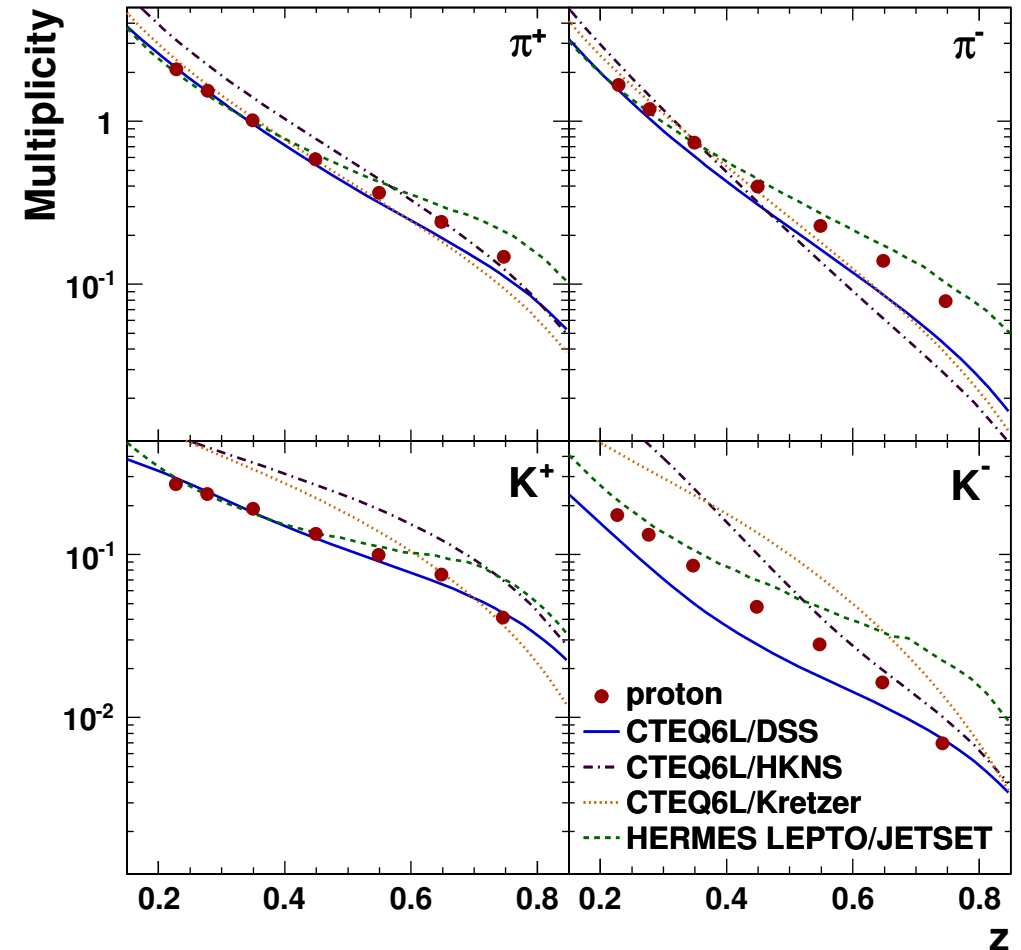 Multiplicity
π⁺
π⁻
1
10⁻¹
K⁺
K⁻
10⁻¹
10⁻²
proton
CTEQ6L/DSS
CTEQ6L/HKNS
CTEQ6L/Kretzer
HERMES LEPTO/JETSET
0.2 0.4 0.6 0.8 0.2 0.4 0.6 0.8
z